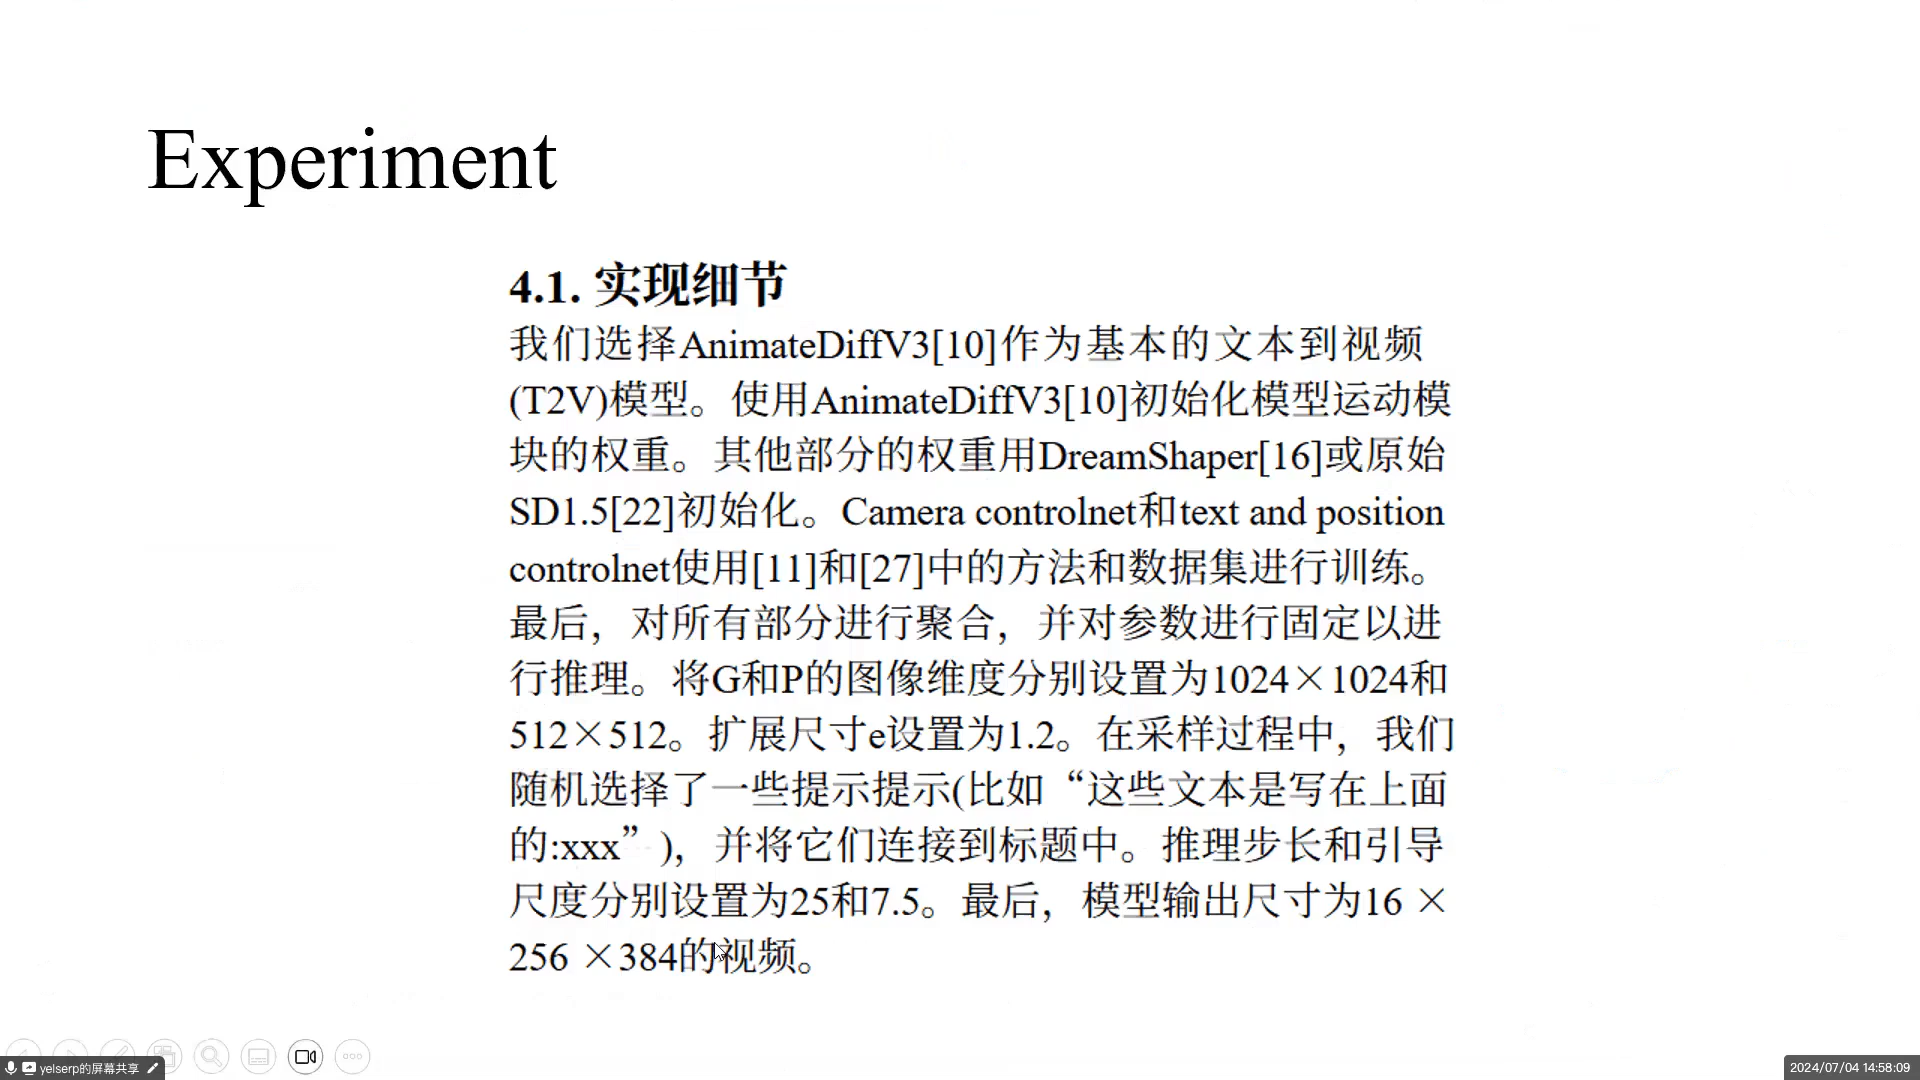 Experiment
4.1. 实现细节
我们选择AnimateDiffV3[10]作为基本的文本到视频
(T2V)模型。使用AnimateDiffV3[10]初始化模型运动模
块的权重。其他部分的权重用DreamShaper[16]或原始
SD1.5[22]初始化。Camera controlnet和text and position
controlnet使用[11]和[27]中的方法和数据集进行训练。
最后，对所有部分进行聚合，并对参数进行固定以进
行推理。将G和P的图像维度分别设置为1024×1024和
512×512。扩展尺寸e设置为1.2。在采样过程中，我们
随机选择了一些提示提示(比如“这些文本是写在上面
的:xxx”)，并将它们连接到标题中。推理步长和引导
尺度分别设置为25和7.5。最后，模型输出尺寸为16 ×
256 ×384的视频。
yelserp的屏幕共享
2024/07/04 14:58:09